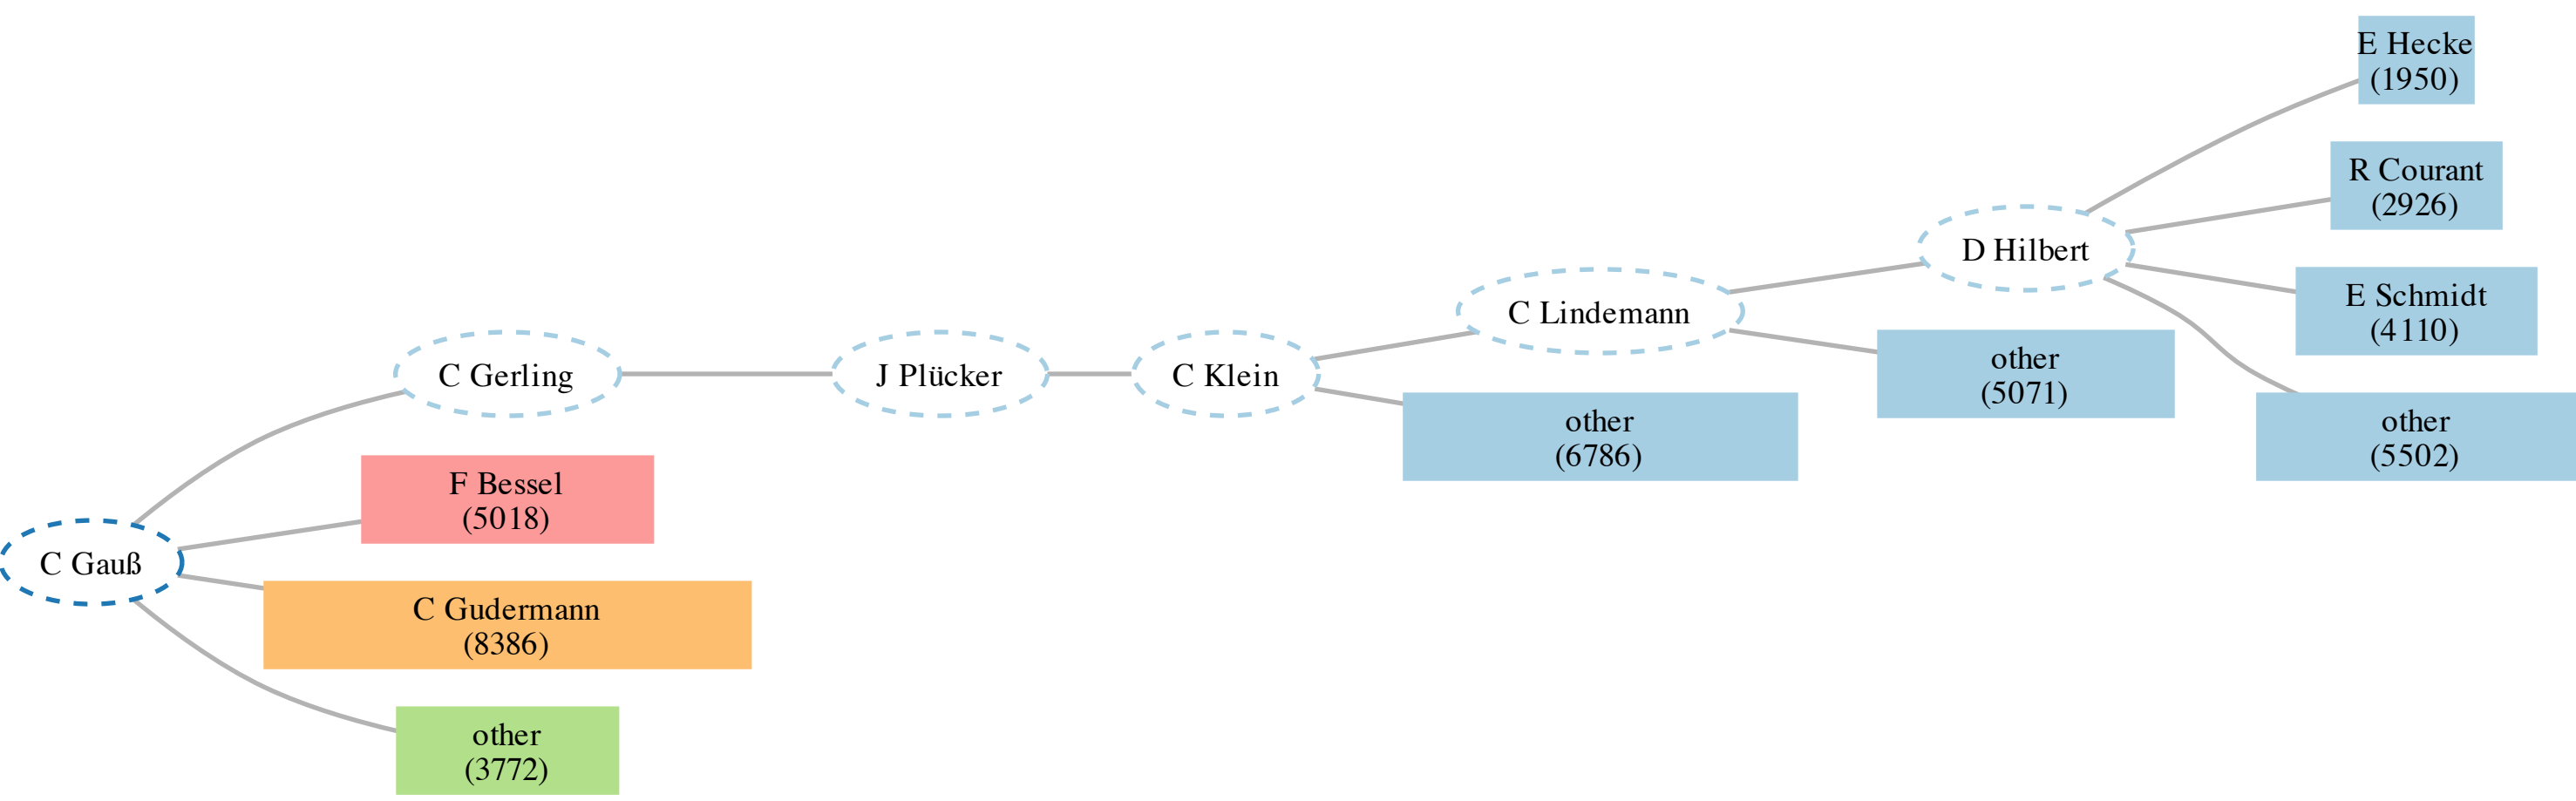 E Hecke
(1950)
R Courant
(2926)
D Hilbert
E Schmidt
(4110)
C Lindemann
other
(5071)
C Gerling
J Plücker
C Klein
other
(6786)
other
(5502)
F Bessel
(5018)
C Gauß
C Gudermann
(8386)
other
(3772)